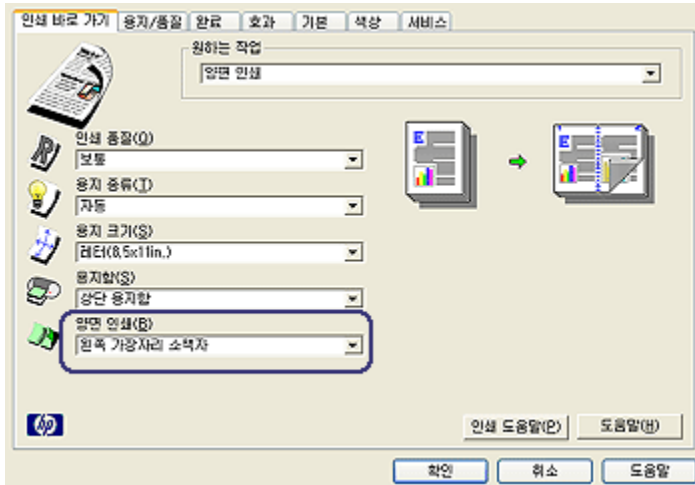 인쇄 바로 가기 용지/품질 완료 효과 기본 색상 서비스
원하는 작업
양면 인쇄
인쇄 품질(Q)
보통
용지 종류(T)
자동
용지 크기(S)
레터(8.5x11in.)
용지함(S)
상단 용지함
양면 인쇄(B)
왼쪽 가장자리 소책자
E
E
hp
인쇄 도움말(P) 도움말(H)
확인 취소 도움말